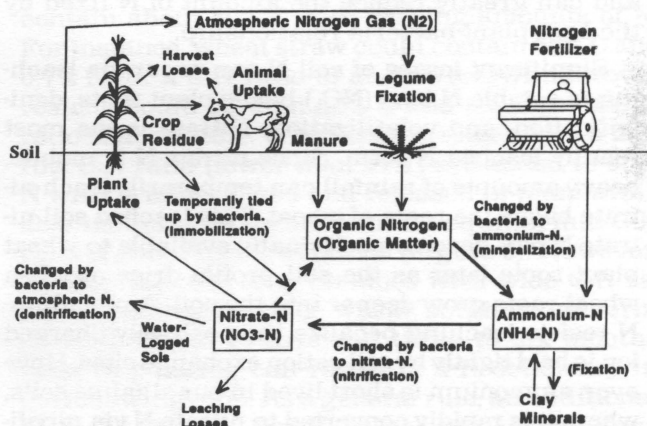 Atmospheric Nitrogen Gas (N2)
Nitrogen
Fertilizer
Harvest
Losses
Animal
Uptake
Legume
Fixation
Crop
Residue
Manure
Soil
Plant
Uptake
Temporarily tied
up by bacteria.
(Immobilization)
Organic Nitrogen
(Organic Matter)
Changed by
bacteria to
ammonium-N.
(mineralization)
Changed by
bacteria to
atmospheric N.
(denitrification)
Water-
Logged
Soils
Nitrate-N
(NO3-N)
Changed by bacteria
to nitrate-N.
(nitrification)
Ammonium-N
(NH4-N)
(Fixation)
Clay
Minerals
Leaching
Losses